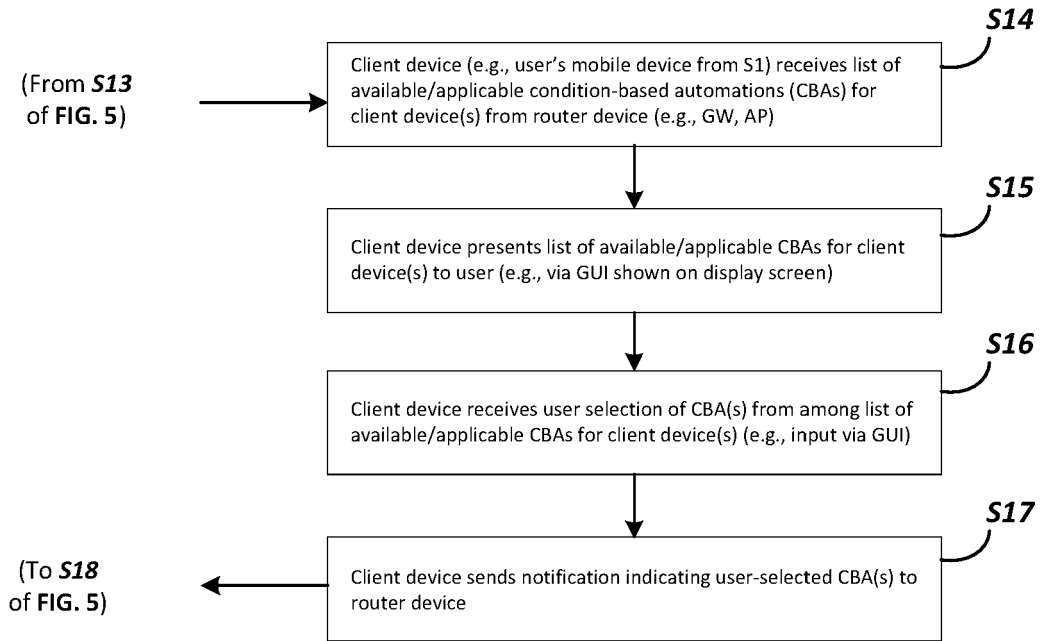 S14
(From S13
of FIG. 5)
Client device (e.g., user's mobile device from S1) receives list of
available/applicable condition-based automations (CBAs) for
client device(s) from router device (e.g., GW, AP)
S15
Client device presents list of available/applicable CBAs for client
device(s) to user (e.g., via GUI shown on display screen)
S16
Client device receives user selection of CBA(s) from among list of
available/applicable CBAs for client device(s) (e.g., input via GUI)
S17
(To S18
of FIG. 5)
Client device sends notification indicating user-selected CBA(s) to
router device